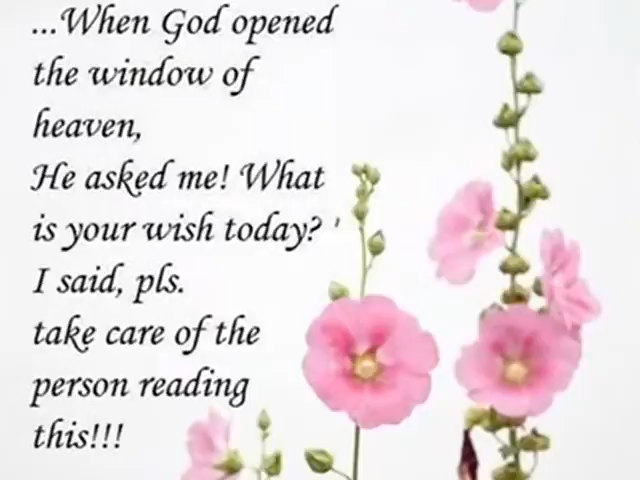 ...When God opened
the window of
heaven,
He asked me! What
is your wish today? '
I said, pls.
take care of the
person reading
this!!!